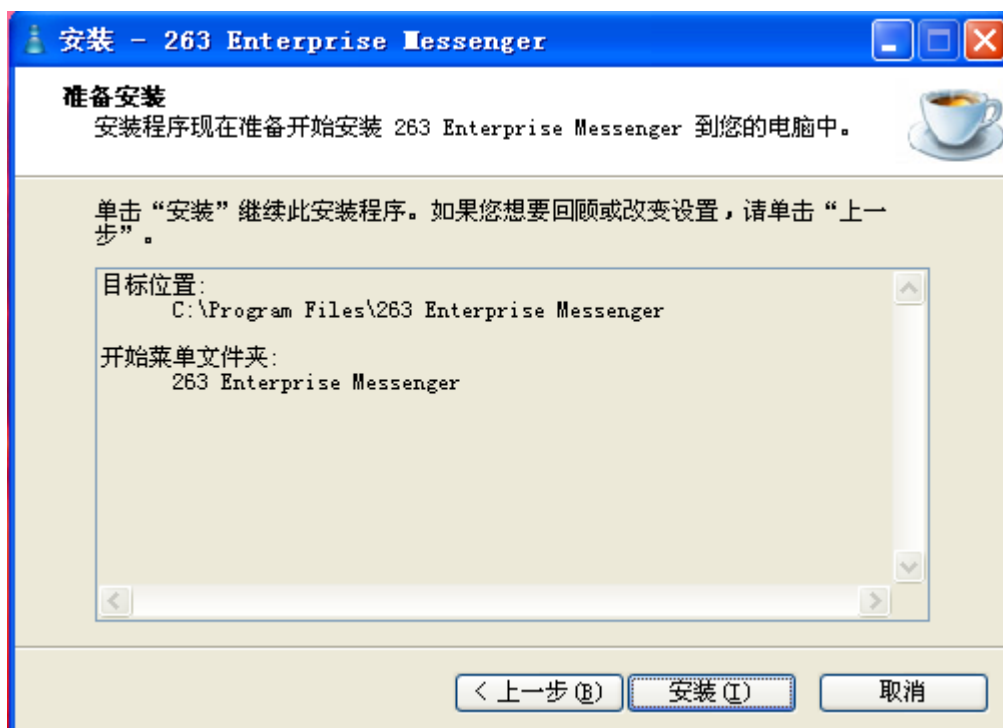 安装 - 263 Enterprise Messenger
准备安装
安装程序现在准备开始安装 263 Enterprise Messenger 到您的电脑中。
单击“安装”继续此安装程序。如果您想要回顾或改变设置，请单击“上一
步”。
目标位置:
C:\Program Files\263 Enterprise Messenger
开始菜单文件夹:
263 Enterprise Messenger
< 上一步(B)
安装(I)
取消